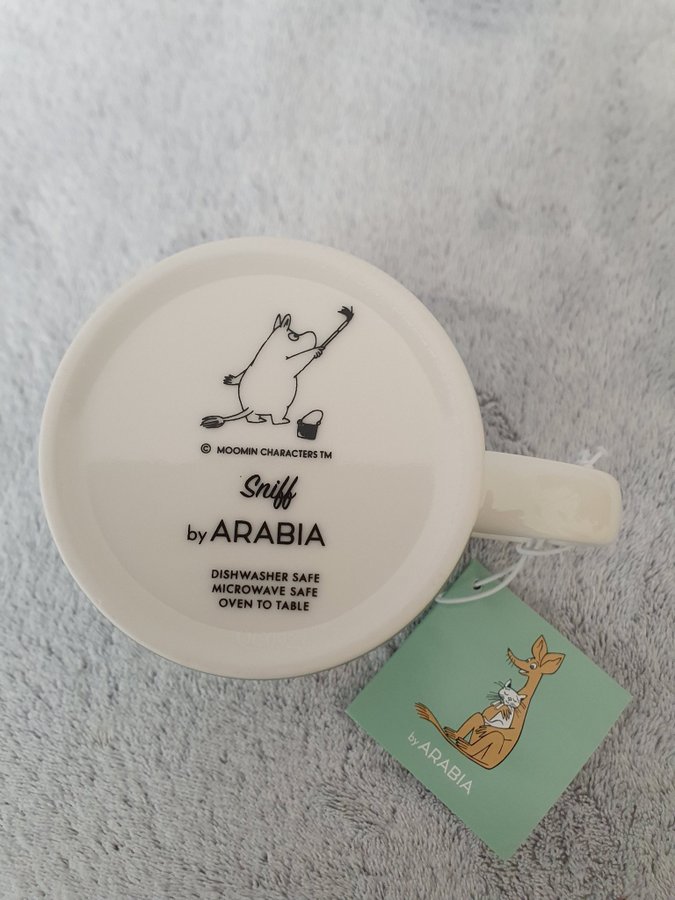 © MOOMIN CHARACTERS TM
Sniff
by ARABIA
DISHWASHER SAFE
MICROWAVE SAFE
OVEN TO TABLE
by ARABIA